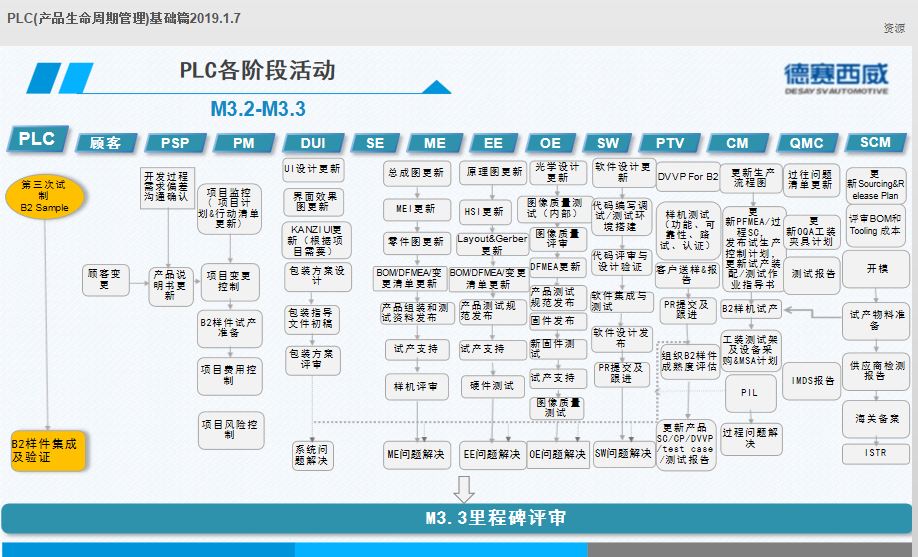 PLC(产品生命周期管理)基础篇2019.1.7
资源
PLC各阶段活动
德赛西威
DESAY SV AUTOMOTIVE
M3.2-M3.3
PLC
顾客
PSP
PM
DUI
SE
ME
EE
OE
SW
PTV
CM
QMC
SCM
第三次试
制
B2 Sample
B2样件集成
及验证
顾客变
更
开发过程
需求偏差
沟通确认
产品说
明书更
新
项目监控
（项目计
划&行动清单
更新）
项目变更
控制
B2样件试产
准备
项目费用控
制
项目风险控
制
UI设计更新
界面效果
图更新
KANZI UI更
新（根据项
目需要）
包装方案设
计
包装指导
文件初稿
包装方案
评审
系统问
题解决
总成图更新
MEI更新
零件图更新
BOM/DFMEA/变
更清单更新
产品组装和测
试资料发布
试产支持
样机评审
ME问题解决
原理图更新
HSI更新
Layout&Gerber
更新
BOM/DFMEA/变更
清单更新
产品测试规
范发布
试产支持
硬件测试
EE问题解决
光学设计
更新
图像质量测
试（内部）
图像质量
评审
DFMEA更新
产品测试
规范发布
固件发布
新固件测
试
试产支持
图像质量
测试
OE问题解决
软件设计更
新
代码编写调
试/测试环
境搭建
代码评审与
设计验证
软件集成与
测试
软件设计发
布
PR提交及
跟进
SW问题解决
DVVP For B2
样机测试
（功能、可
靠性、路
试、认证）
客户送样&报
告
PR提交及
跟进
组织B2样件
成熟度评估
更新产品
SC/CP/DVVP
/test case
/测试报告
更新生产
流程图
更
新PFMEA/过
程SC,
发布试生产
控制计划,
更新试产装
配/测试作
业指导书
B2样机试产
工装测试架
及设备采
购&MSA计划
PIL
过程问题解
决
过往问题
清单更新
更
新OQA工装
夹具计划
测试报告
IMDS报告
更
新Sourcing&R
elease Plan
评审BOM和
Tooling 成本
开模
试产物料准
备
供应商检测
报告
海关备案
ISTR
M3.3里程碑评审